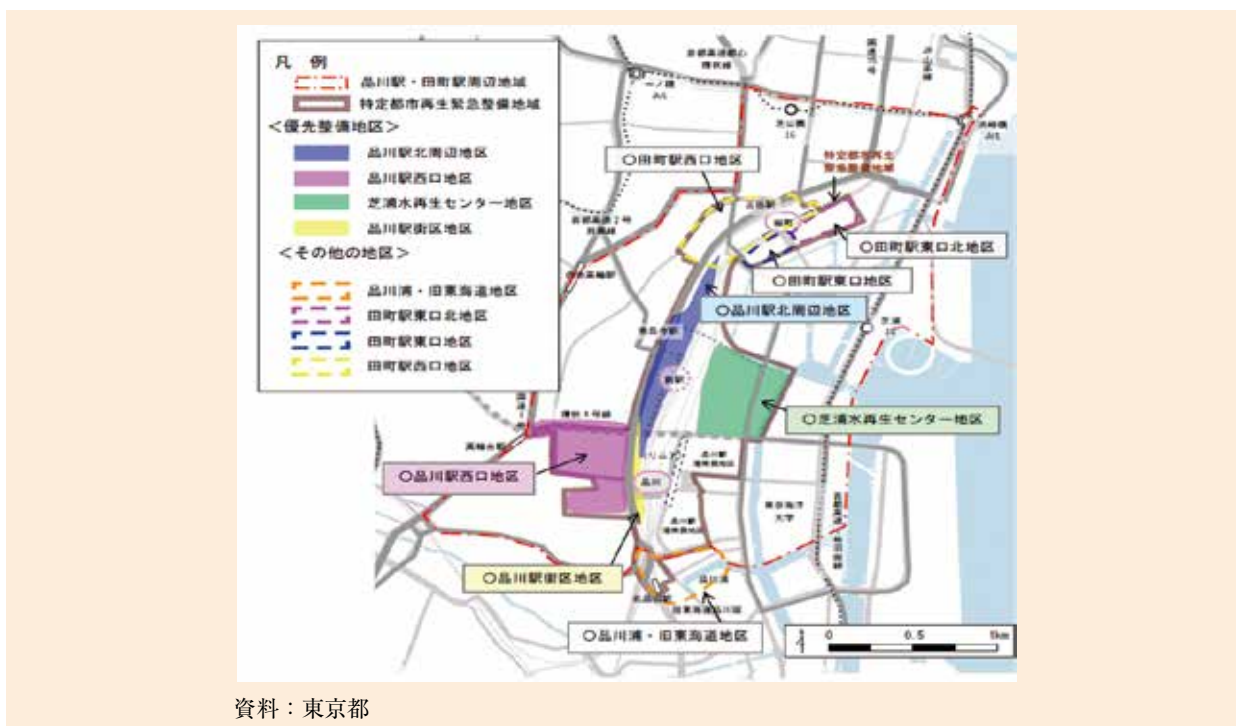 凡 例
品川駅・田町駅周辺地域
特定都市再生緊急整備地域
<優先整備地区>
品川駅北周辺地区
品川駅西口地区
芝浦水再生センター地区
品川駅街区地区
<その他の地区>
品川浦・旧東海道地区
田町駅東口北地区
田町駅東口地区
田町駅西口地区
○田町駅西口地区
特定都市再生
緊急整備地域
田町
○田町駅東口北地区
○田町駅東口地区
○品川駅北周辺地区
芝浦
新駅
○芝浦水再生センター地区
○品川駅西口地区
品川
東京海洋
大学
○品川駅街区地区
品川浦
○品川浦・旧東海道地区
0 0.5 1km
資料：東京都